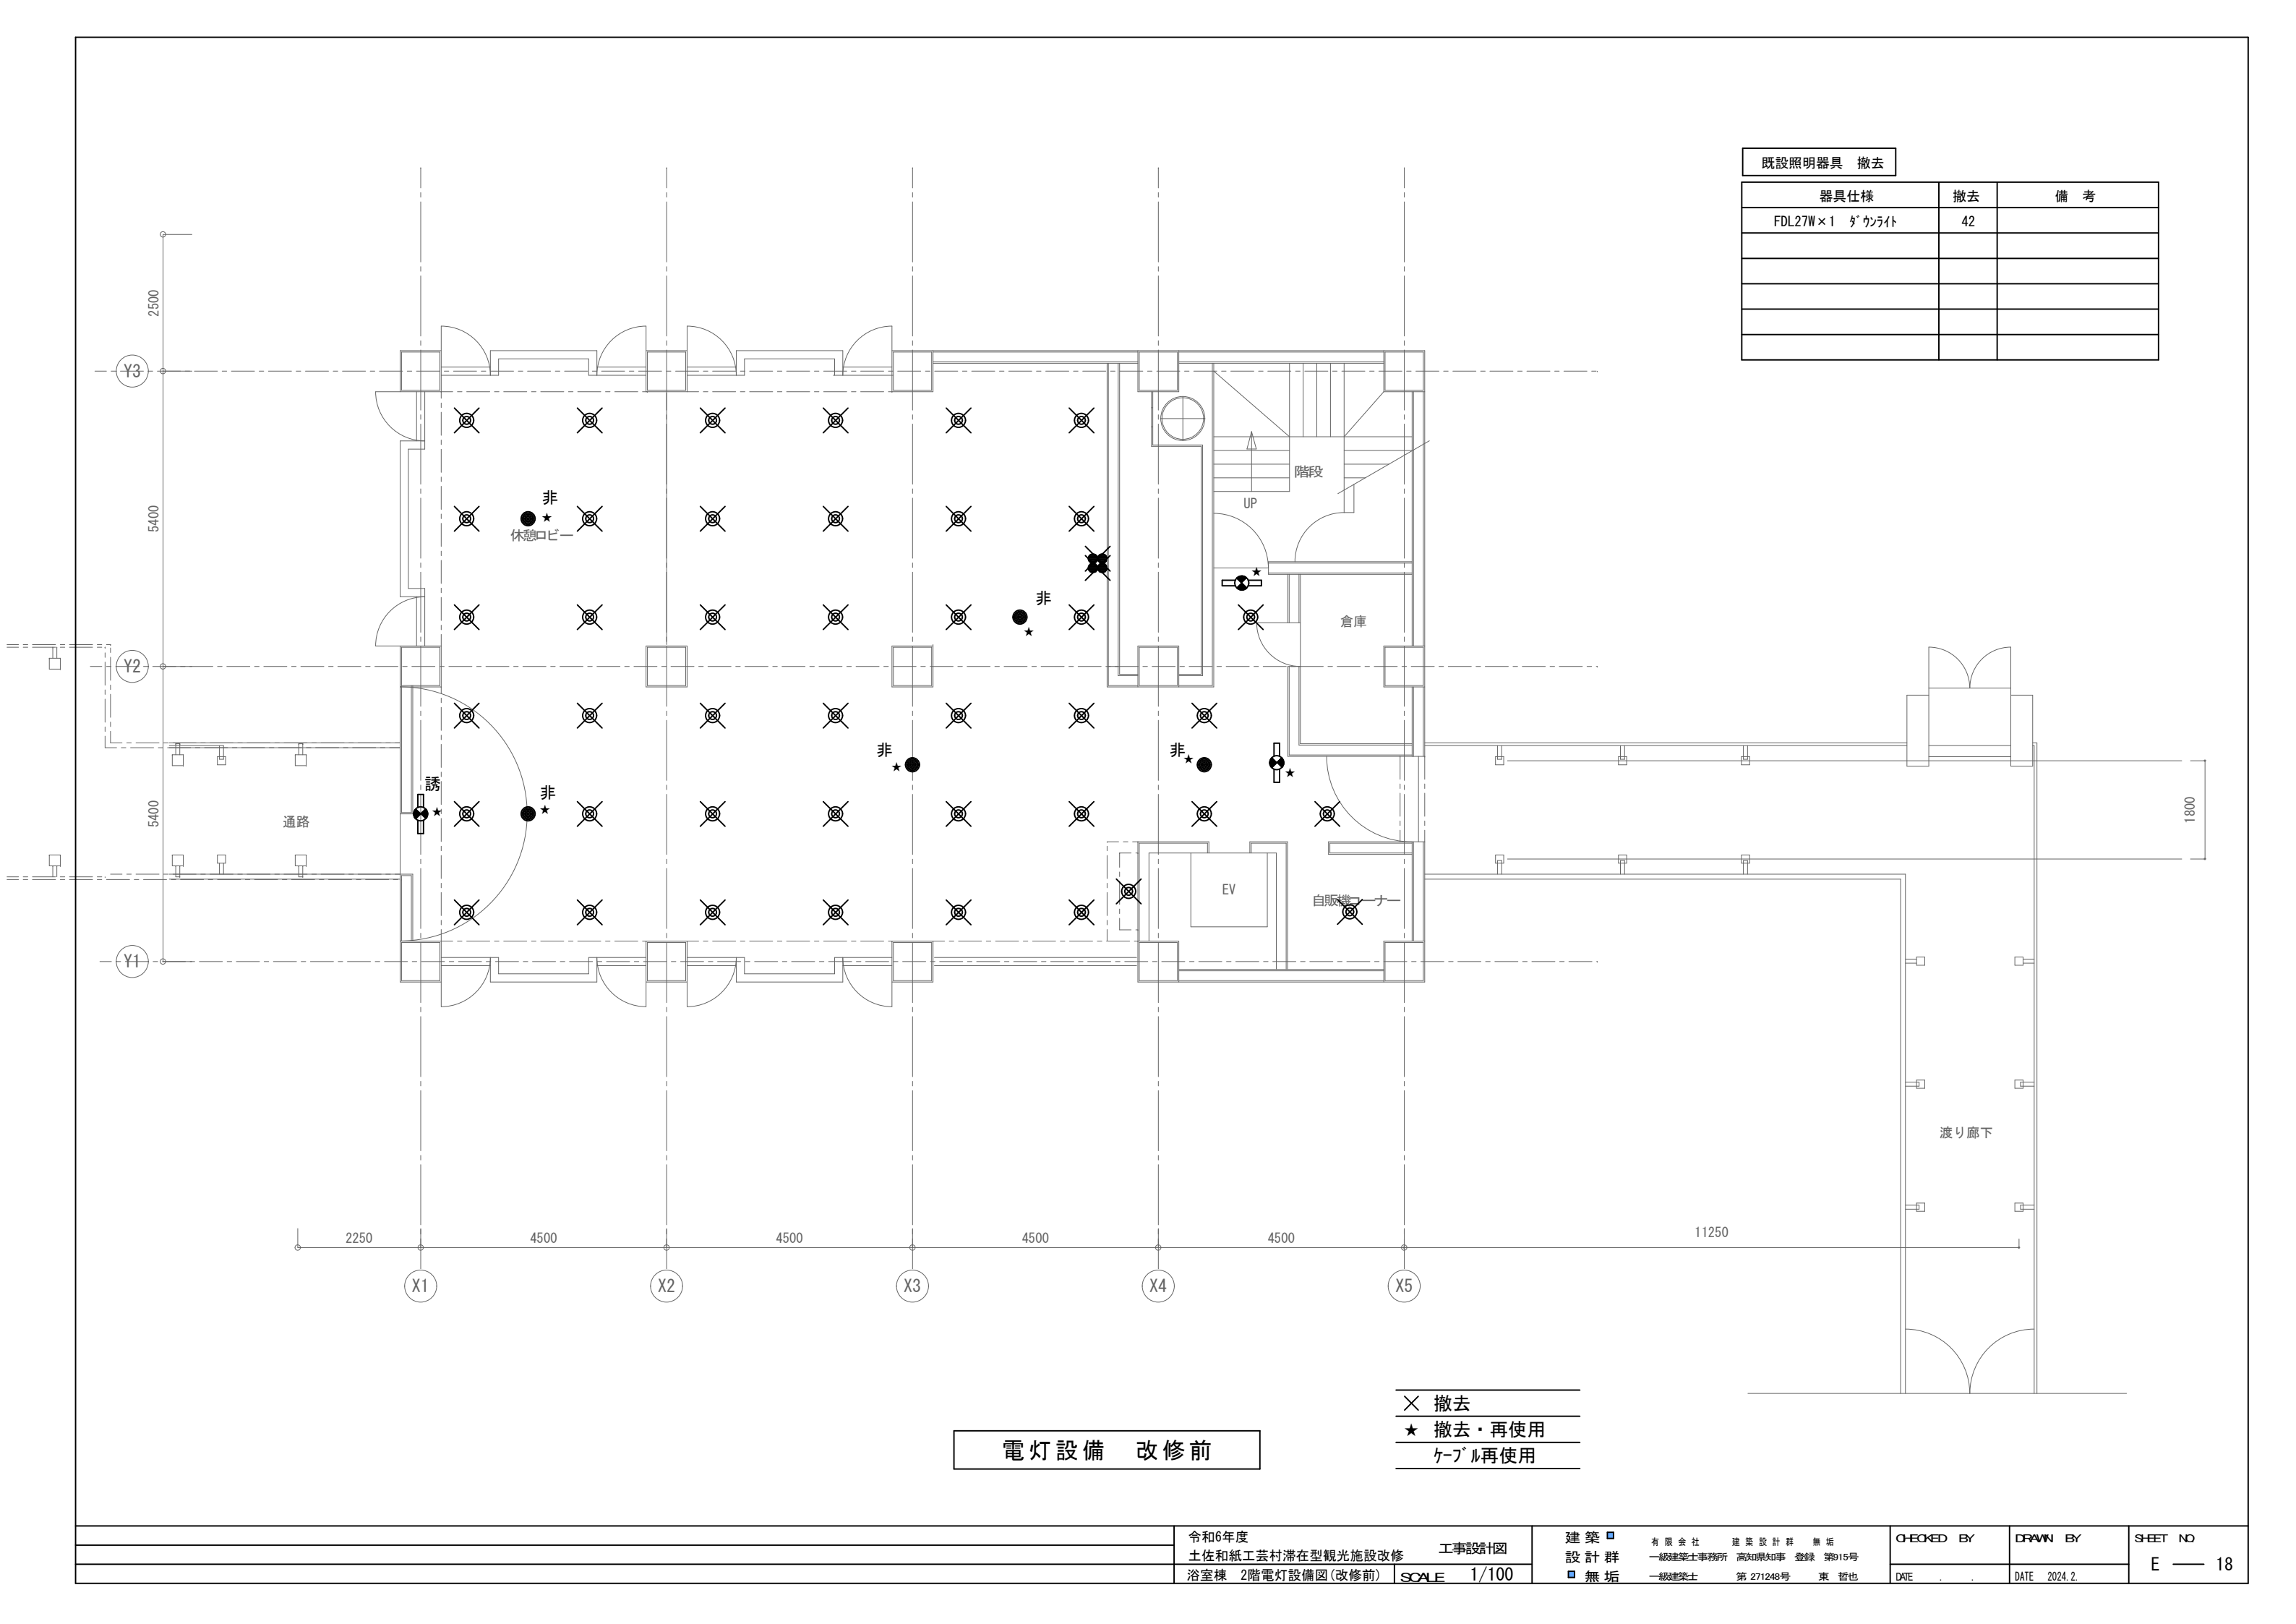 既設照明器具　撤去
器具仕様　撤去　備　考
FDL27W×1　ﾀﾞｳﾝﾗｲﾄ　42
2500
Y3
階段
UP
非
休憩ロビー
5400
非
倉庫
Y2
非
非
誘
非
5400
通路
1800
EV
自販機コーナー
Y1
渡り廊下
2250　4500　4500　4500　4500　11250
X1　X2　X3　X4　X5
× 撤去
★ 撤去・再使用
ｹｰﾌﾞﾙ再使用
電灯設備　改修前
令和6年度
土佐和紙工芸村滞在型観光施設改修　工事設計図
浴室棟　2階電灯設備図(改修前)　SCALE　1/100
建築
設計群
無垢
有限会社　建築設計群　無垢
一級建築士事務所　高知県知事　登録　第915号
一級建築士　第 271248号　東　哲也
CHECKED BY
DATE　.　.
DRAWN BY
DATE　2024.2.
SHEET NO
E ― 18